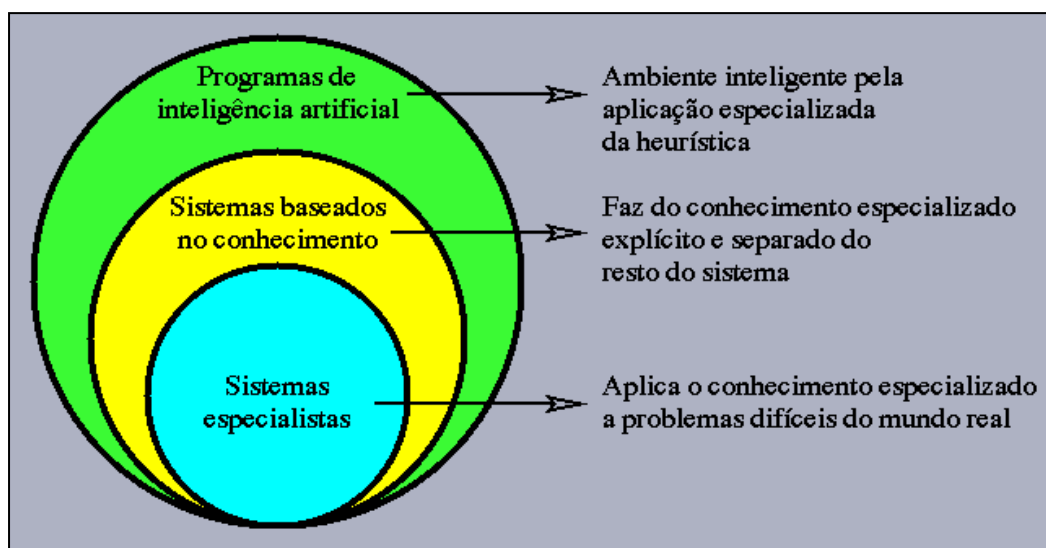 Programas de
inteligência artificial
Ambiente inteligente pela
aplicação especializada
da heurística
Sistemas baseados
no conhecimento
Faz do conhecimento especializado
explícito e separado do
resto do sistema
Sistemas
especialistas
Aplica o conhecimento especializado
a problemas difíceis do mundo real